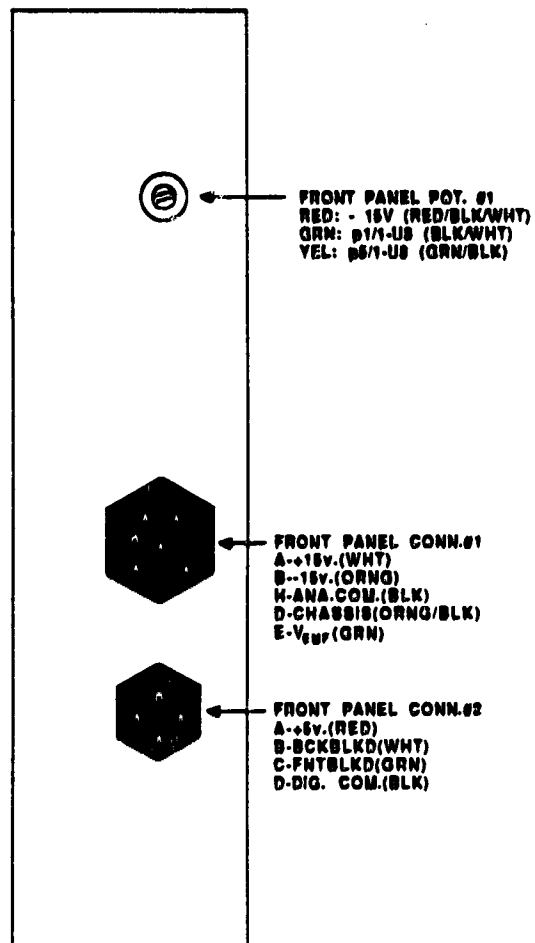 FRONT PANEL POT. #1
RED: - 15V (RED/BLK/WHT)
GRN: p1/1-U8 (BLK/WHT)
YEL: p5/1-U8 (GRN/BLK)
FRONT PANEL CONN.#1
A-+15v.(WHT)
B--15v.(ORNG)
H-ANA.COM.(BLK)
D-CHASSIS(ORNG/BLK)
E-V (GRN)
FRONT PANEL CONN.#2
A-+5v.(RED)
B-BCKBLKD(WHT)
C-FNTBLKD(GRN)
D-DIG. COM.(BLK)